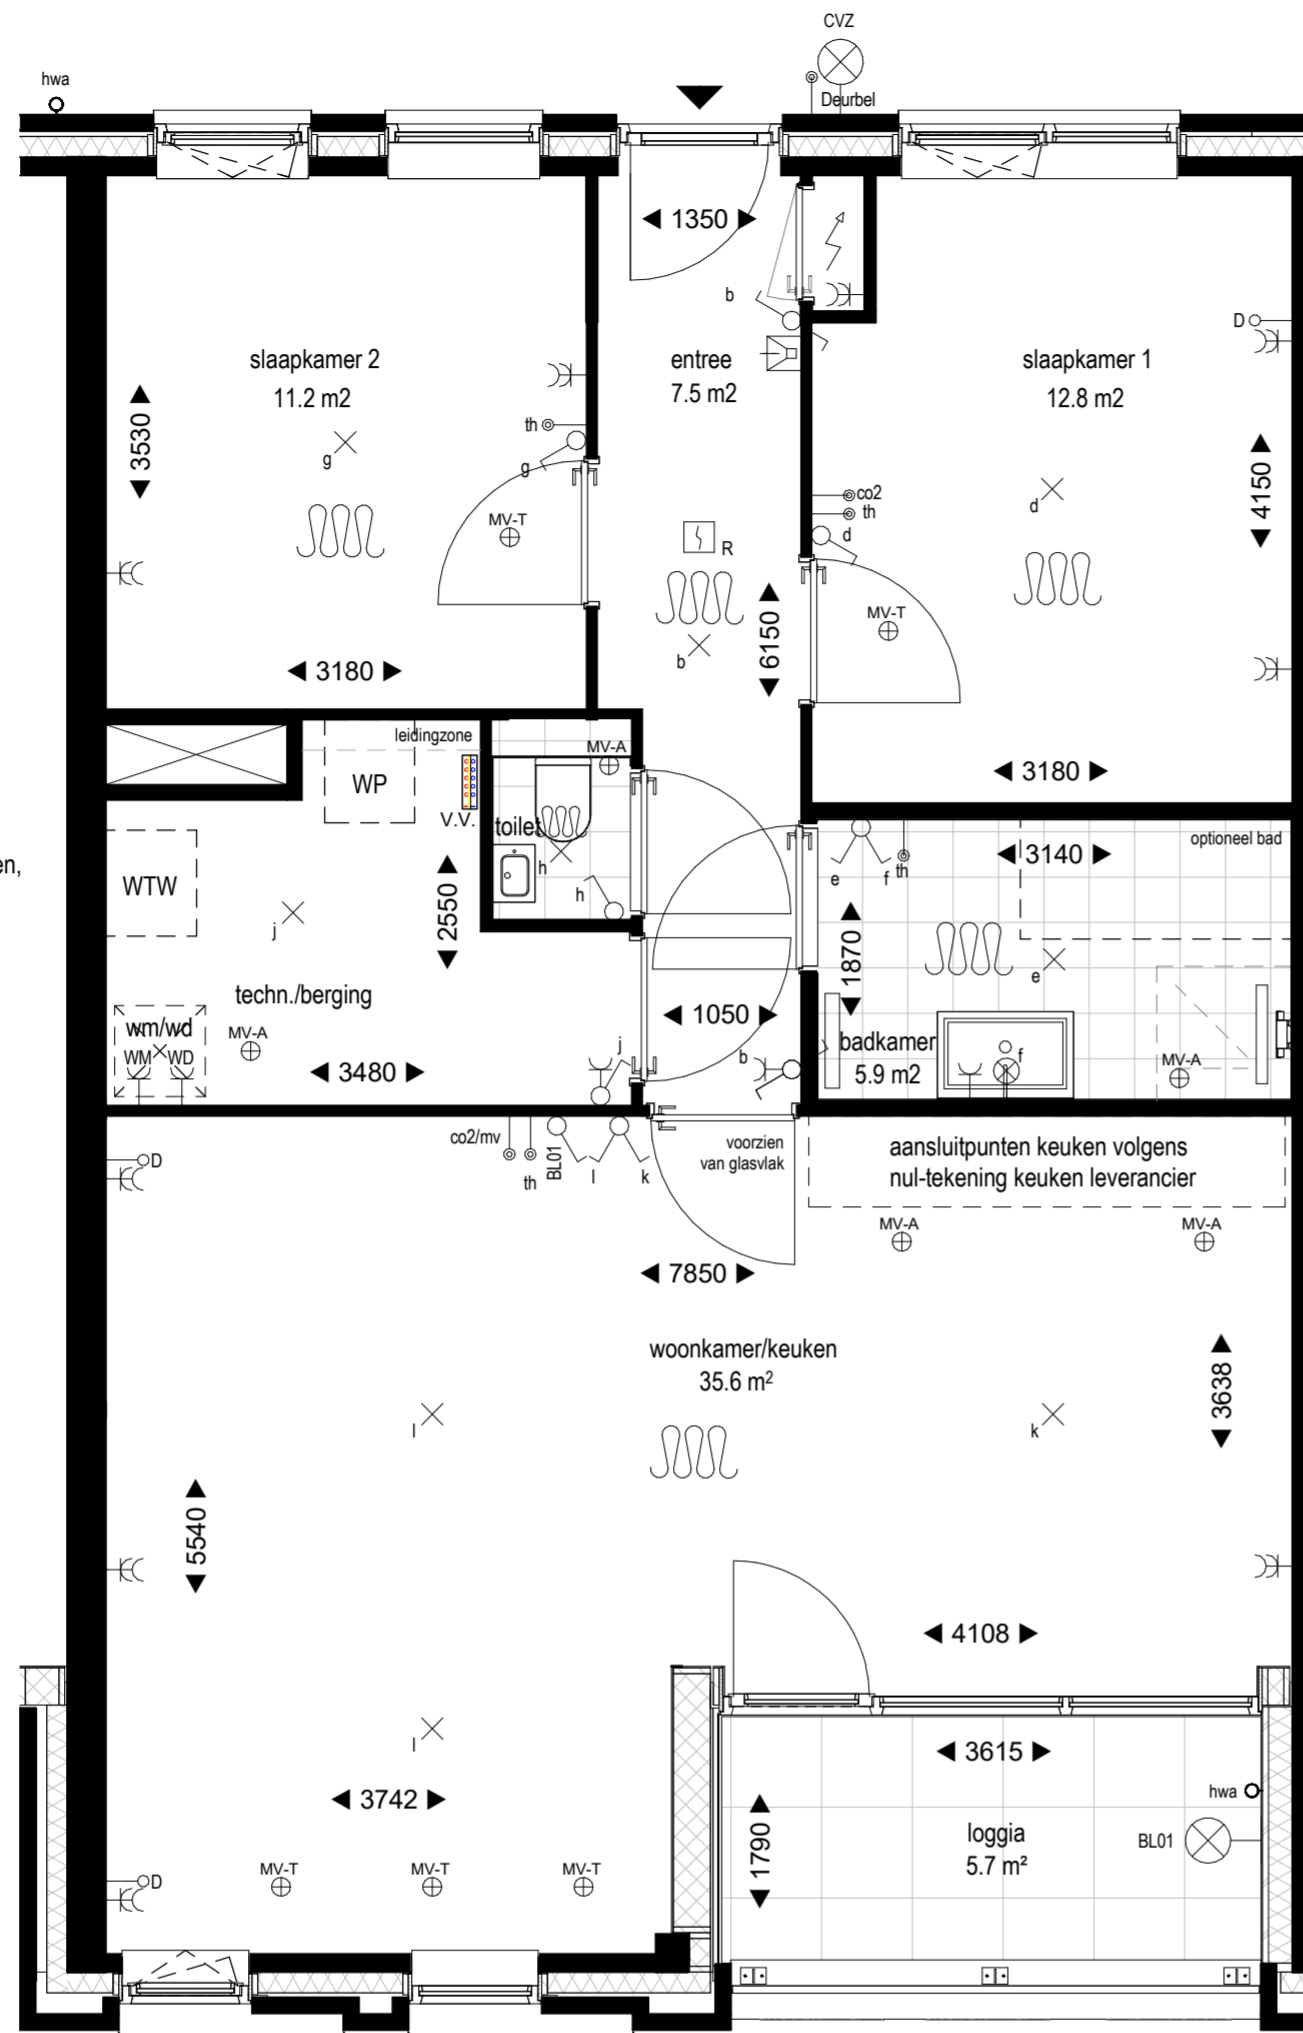 CVZ
hwa
Deurbel
1350
b
slaapkamer 2
11.2 m2
entree
7.5 m2
slaapkamer 1
12.8 m2
D
3530
th
g
g
4150
co2
th
d
d
MV-T
R
MV-T
b
6150
3180
3180
leidingzone
WP
V.V.
MV-A
toilet
h
h
en,
WTW
2550
j
techn./berging
wm/wd
WM
WD
MV-A
3480
j
1050
b
e
f
th
3140
optioneel bad
1870
e
badkamer
5.9 m2
f
MV-A
D
co2/mv
th
BL01
l
k
voorzien
van glasvlak
aansluitpunten keuken volgens
nul-tekening keuken leverancier
MV-A
MV-A
7850
woonkamer/keuken
35.6 m²
3638
l
k
5540
4108
l
3742
3615
hwa
1790
loggia
5.7 m²
BL01
D
MV-T
MV-T
MV-T